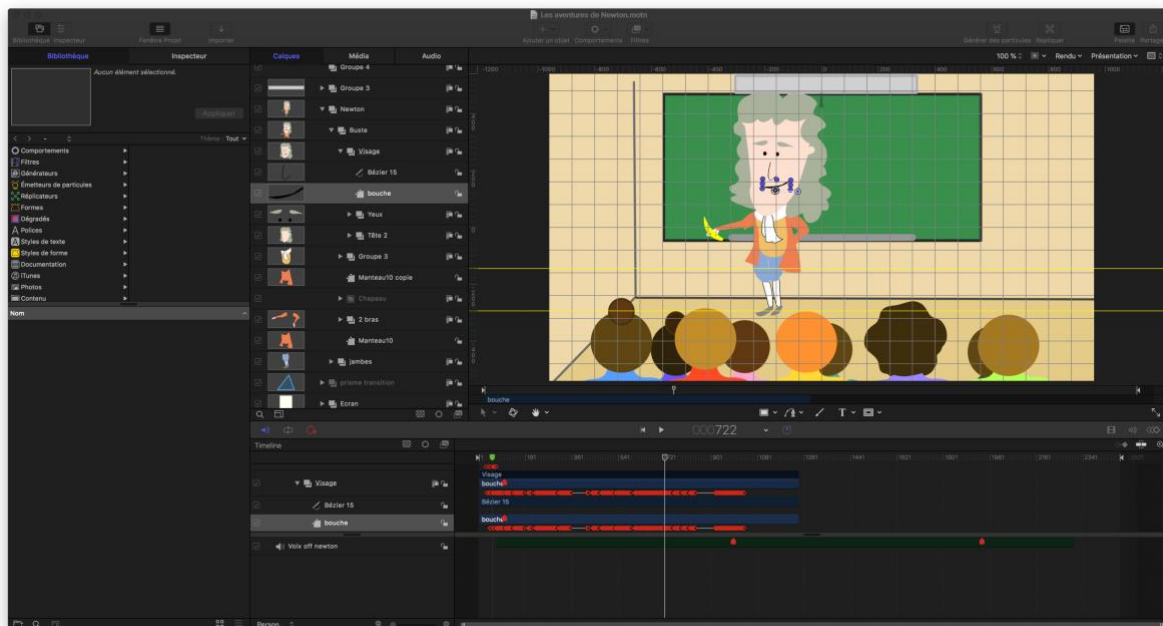 Les aventures de Newton.motn
Bibliothèque Inspecteur
Fenêtre Projet
Importer
Ajouter un objet Comportements Filtres
Générer des particules Répliquer
Palette Partager
Bibliothèque Inspecteur
Calques Média Audio
100 % Rendu Présentation
Aucun élément sélectionné.
Appliquer
Thème : Tout
Comportements
Filtres
Générateurs
Émetteurs de particules
Réplicateurs
Formes
Dégradés
Polices
Styles de texte
Styles de forme
Documentation
iTunes
Photos
Contenu
Nom
Groupe 4
Groupe 3
Newton
Buste
Visage
Bézier 15
bouche
Yeux
Tête 2
Groupe 3
Manteau10 copie
Chapeau
2 bras
Manteau10
jambes
prisme transition
Ecran
bouche
000722
Timeline
Visage
Bézier 15
bouche
Voix off newton
Visage
bouche
Bézier 15
bouche
Person